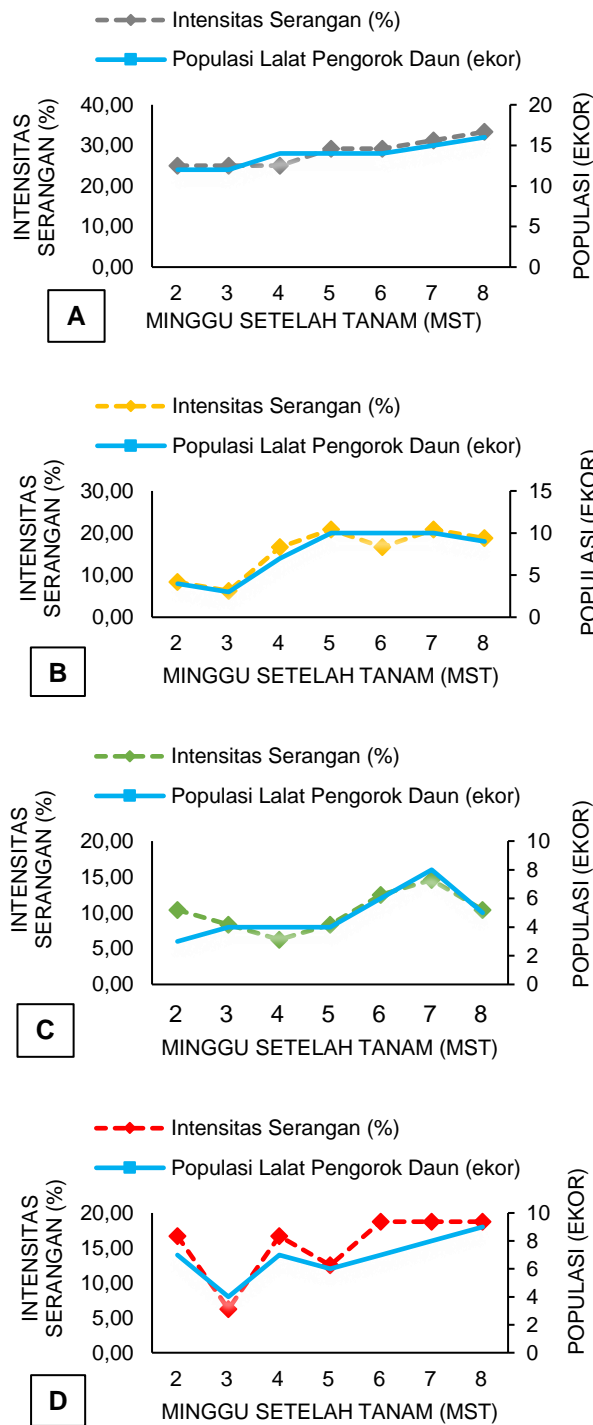 Intensitas Serangan (%)
Populasi Lalat Pengorok Daun (ekor)
INTENSITAS
SERANGAN (%)
40,00
30,00
20,00
10,00
0,00
20
15
10
5
0
POPULASI (EKOR)
2 3 4 5 6 7 8
MINGGU SETELAH TANAM (MST)
A
Intensitas Serangan (%)
Populasi Lalat Pengorok Daun (ekor)
INTENSITAS
SERANGAN (%)
30,00
20,00
10,00
0,00
15
10
5
0
POPULASI (EKOR)
2 3 4 5 6 7 8
MINGGU SETELAH TANAM (MST)
B
Intensitas Serangan (%)
Populasi Lalat Pengorok Daun (ekor)
INTENSITAS
SERANGAN (%)
20,00
15,00
10,00
5,00
0,00
10
8
6
4
2
0
POPULASI (EKOR)
2 3 4 5 6 7 8
MINGGU SETELAH TANAM (MST)
C
Intensitas Serangan (%)
Populasi Lalat Pengorok Daun (ekor)
INTENSITAS
SERANGAN (%)
20,00
15,00
10,00
5,00
0,00
10
8
6
4
2
0
POPULASI (EKOR)
2 3 4 5 6 7 8
MINGGU SETELAH TANAM (MST)
D